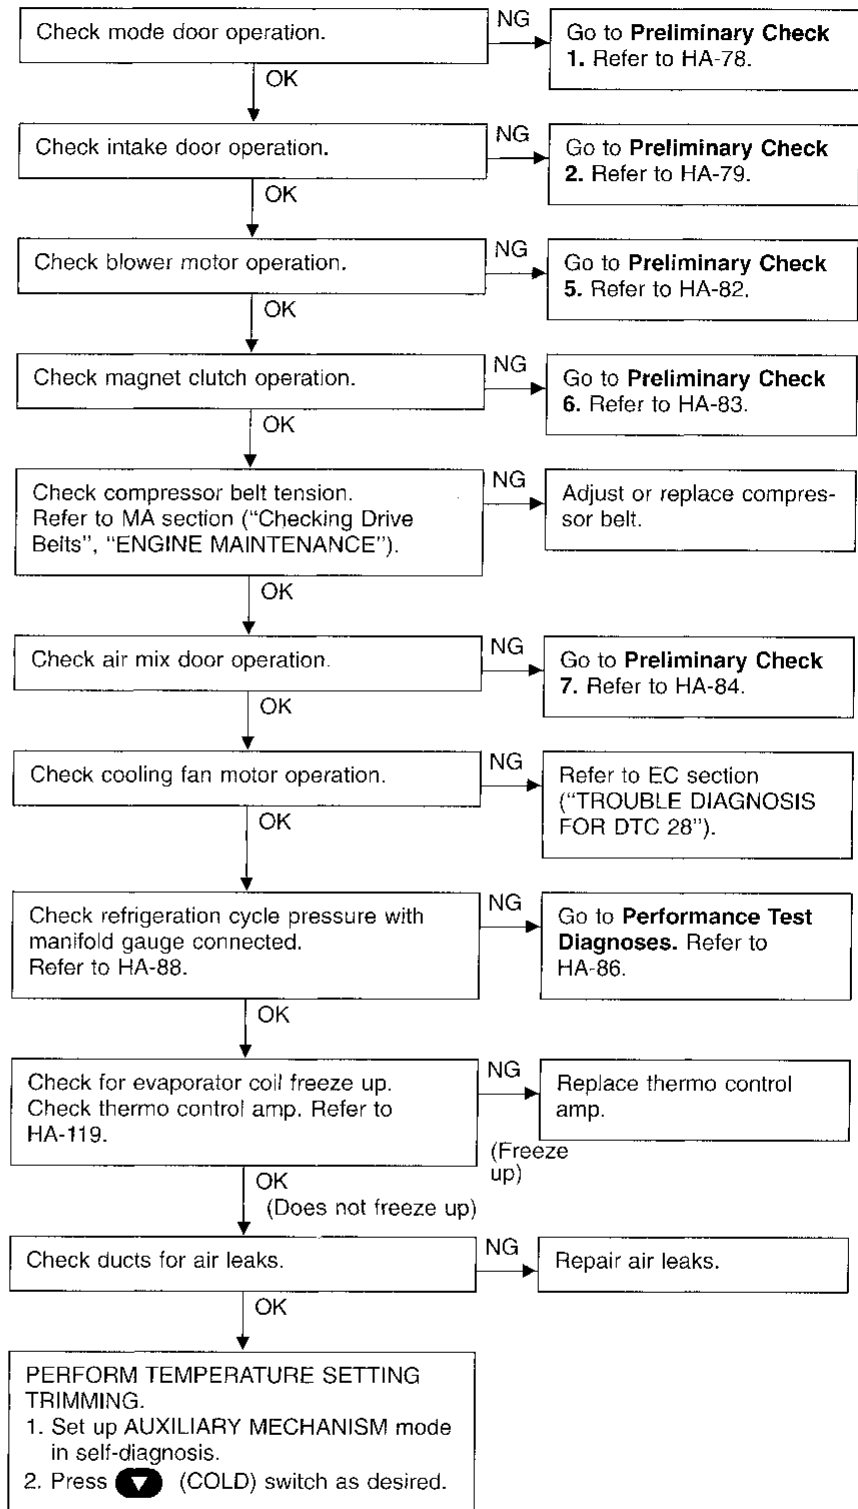 Check mode door operation.
NG
Go to Preliminary Check
1. Refer to HA-78.
OK
Check intake door operation.
NG
Go to Preliminary Check
2. Refer to HA-79.
OK
Check blower motor operation.
NG
Go to Preliminary Check
5. Refer to HA-82.
OK
Check magnet clutch operation.
NG
Go to Preliminary Check
6. Refer to HA-83.
OK
Check compressor belt tension.
Refer to MA section (“Checking Drive
Belts”, “ENGINE MAINTENANCE”).
NG
Adjust or replace compres-
sor belt.
OK
Check air mix door operation.
NG
Go to Preliminary Check
7. Refer to HA-84.
OK
Check cooling fan motor operation.
NG
Refer to EC section
(“TROUBLE DIAGNOSIS
FOR DTC 28”).
OK
Check refrigeration cycle pressure with
manifold gauge connected.
Refer to HA-88.
NG
Go to Performance Test
Diagnoses. Refer to
HA-86.
OK
Check for evaporator coil freeze up.
Check thermo control amp. Refer to
HA-119.
NG
(Freeze
up)
Replace thermo control
amp.
OK
(Does not freeze up)
Check ducts for air leaks.
NG
Repair air leaks.
OK
PERFORM TEMPERATURE SETTING
TRIMMING.
1. Set up AUXILIARY MECHANISM mode
in self-diagnosis.
2. Press ▼ (COLD) switch as desired.